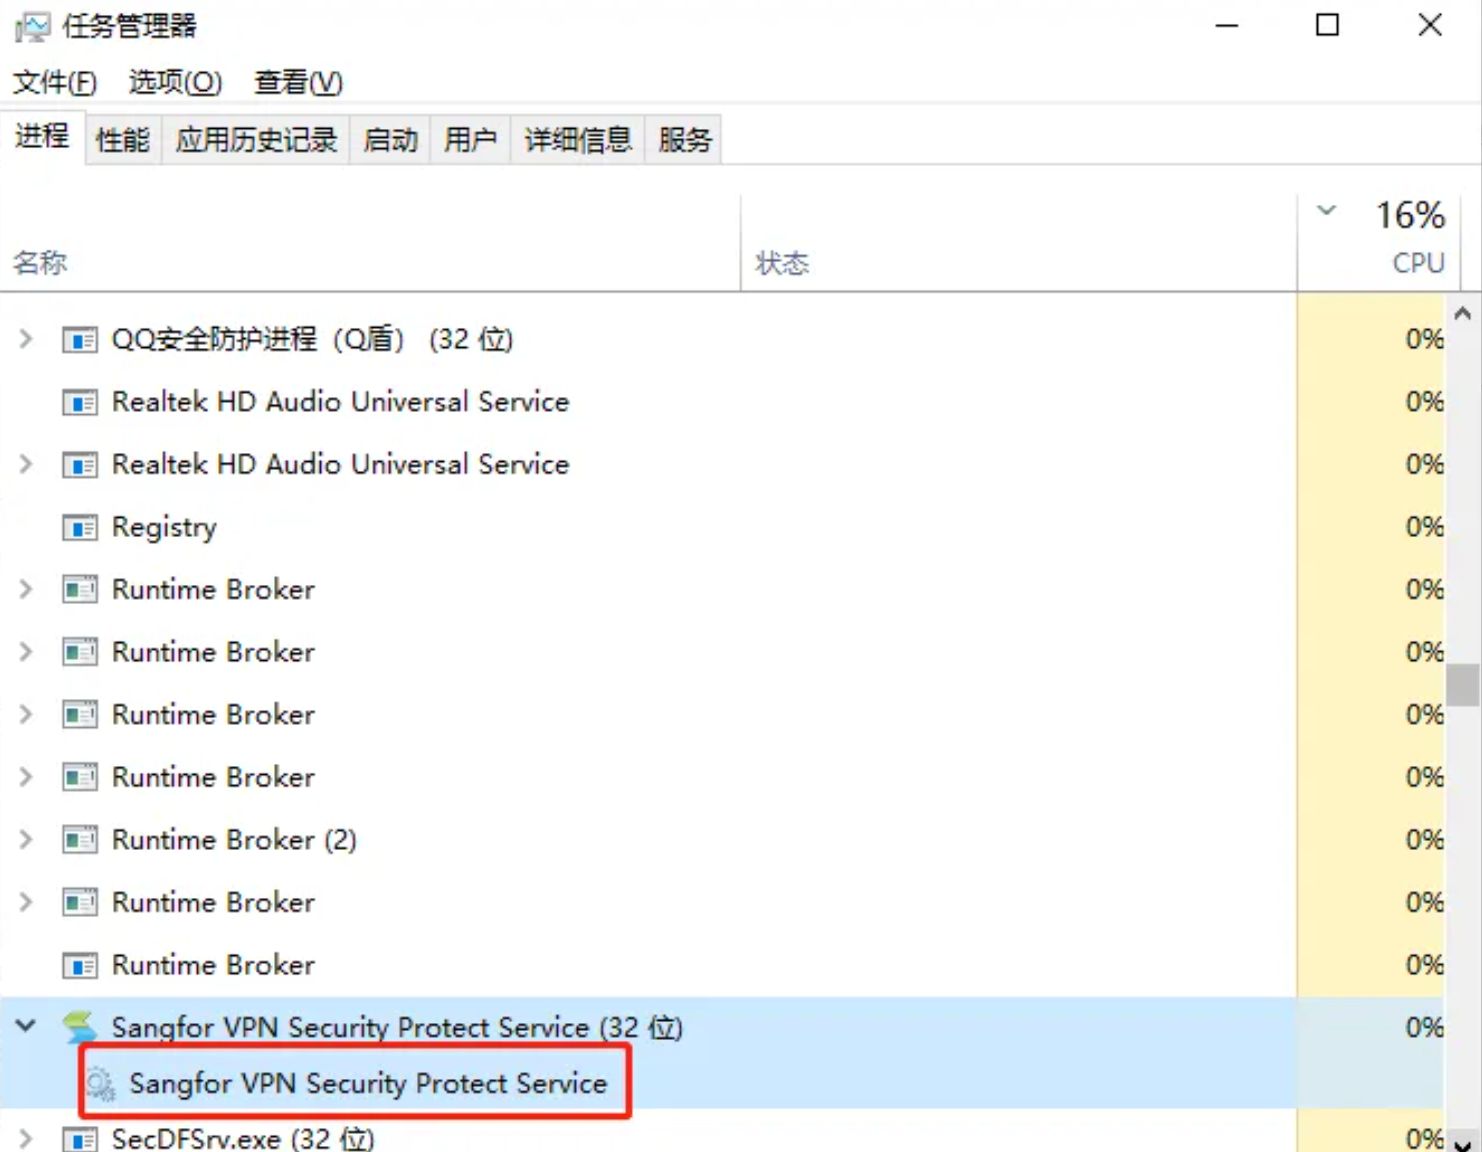 任务管理器
文件(F) 选项(O) 查看(V)
进程 性能 应用历史记录 启动 用户 详细信息 服务
16%
名称 状态 CPU
QQ安全防护进程（Q盾） (32 位) 0%
Realtek HD Audio Universal Service 0%
Realtek HD Audio Universal Service 0%
Registry 0%
Runtime Broker 0%
Runtime Broker 0%
Runtime Broker 0%
Runtime Broker 0%
Runtime Broker (2) 0%
Runtime Broker 0%
Runtime Broker 0%
Sangfor VPN Security Protect Service (32 位) 0%
Sangfor VPN Security Protect Service
SecDFSrv.exe (32 位) 0%